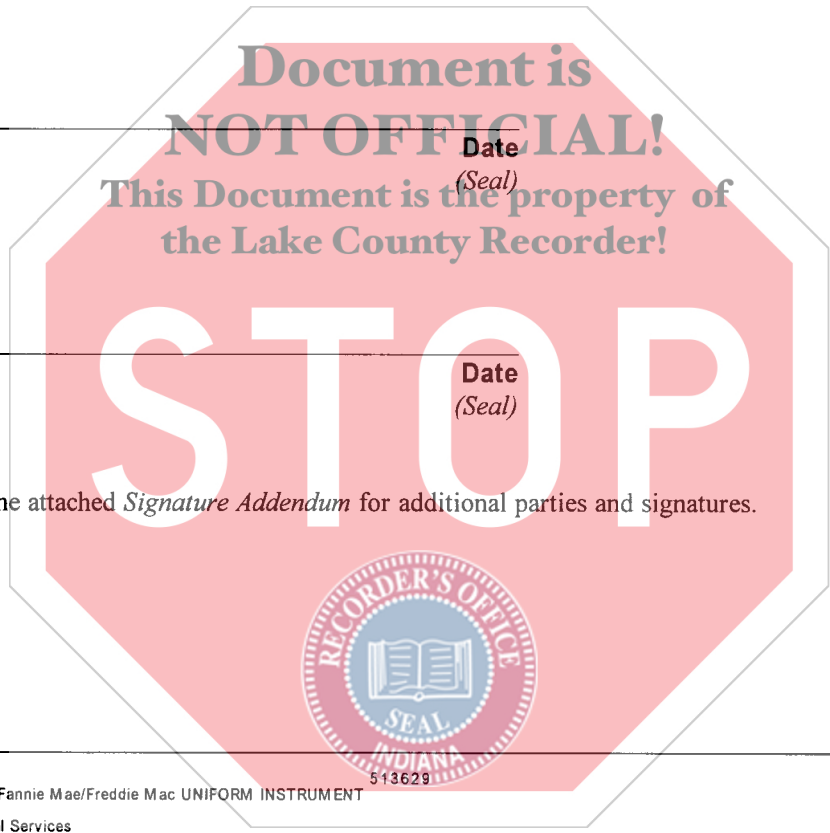 Document is
NOT OFFICIAL!
Date
(Seal)
This Document is the property of
the Lake County Recorder!
STOP
Date
(Seal)
attached Signature Addendum for additional parties and signatures.
RECORDER'S OFFICE
SEAL
INDIANA
513629
Fannie Mae/Freddie Mac UNIFORM INSTRUMENT
Services